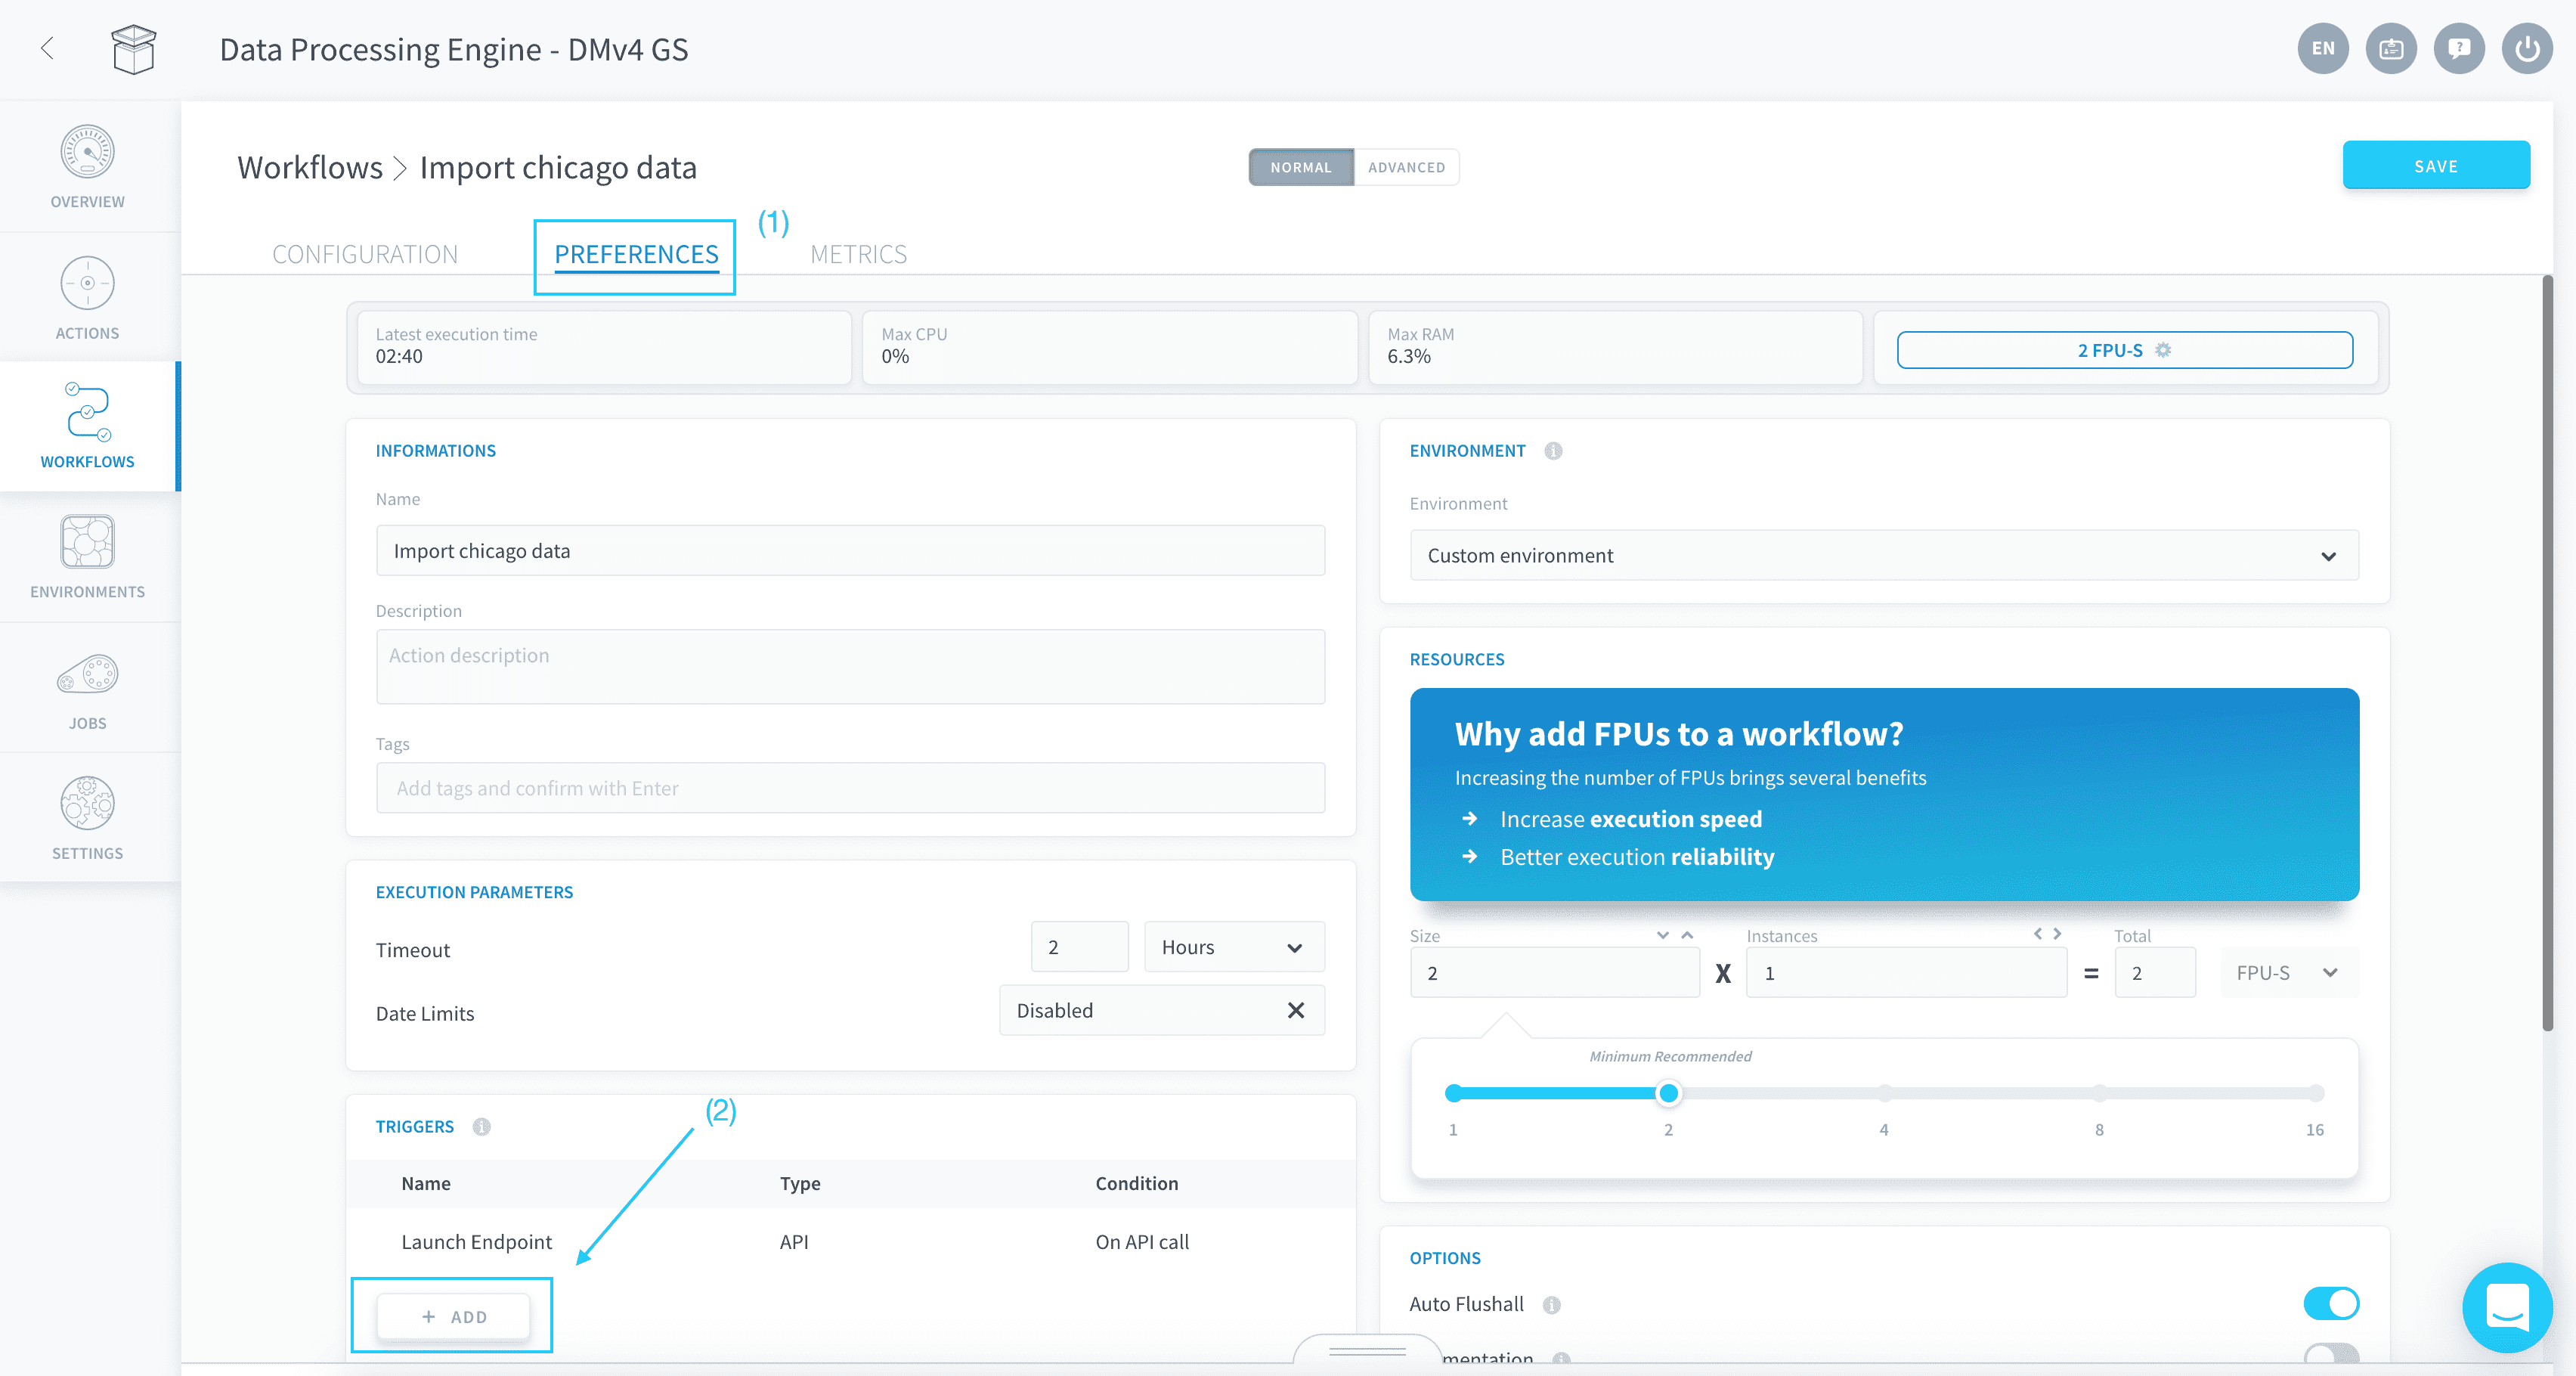 Data Processing Engine - DMv4 GS
EN
OVERVIEW
ACTIONS
WORKFLOWS
ENVIRONMENTS
JOBS
SETTINGS
Workflows > Import chicago data
NORMAL ADVANCED
SAVE
CONFIGURATION PREFERENCES (1) METRICS
Latest execution time
02:40
Max CPU
0%
Max RAM
6.3%
2 FPU-S
INFORMATIONS
Name
Import chicago data
Description
Action description
Tags
Add tags and confirm with Enter
EXECUTION PARAMETERS
Timeout 2 Hours
Date Limits Disabled
TRIGGERS
(2)
Name Type Condition
Launch Endpoint API On API call
+ ADD
ENVIRONMENT
Environment
Custom environment
RESOURCES
Why add FPUs to a workflow?
Increasing the number of FPUs brings several benefits
→ Increase execution speed
→ Better execution reliability
Size Instances Total
2 X 1 = 2 FPU-S
Minimum Recommended
1 2 4 8 16
OPTIONS
Auto Flushall